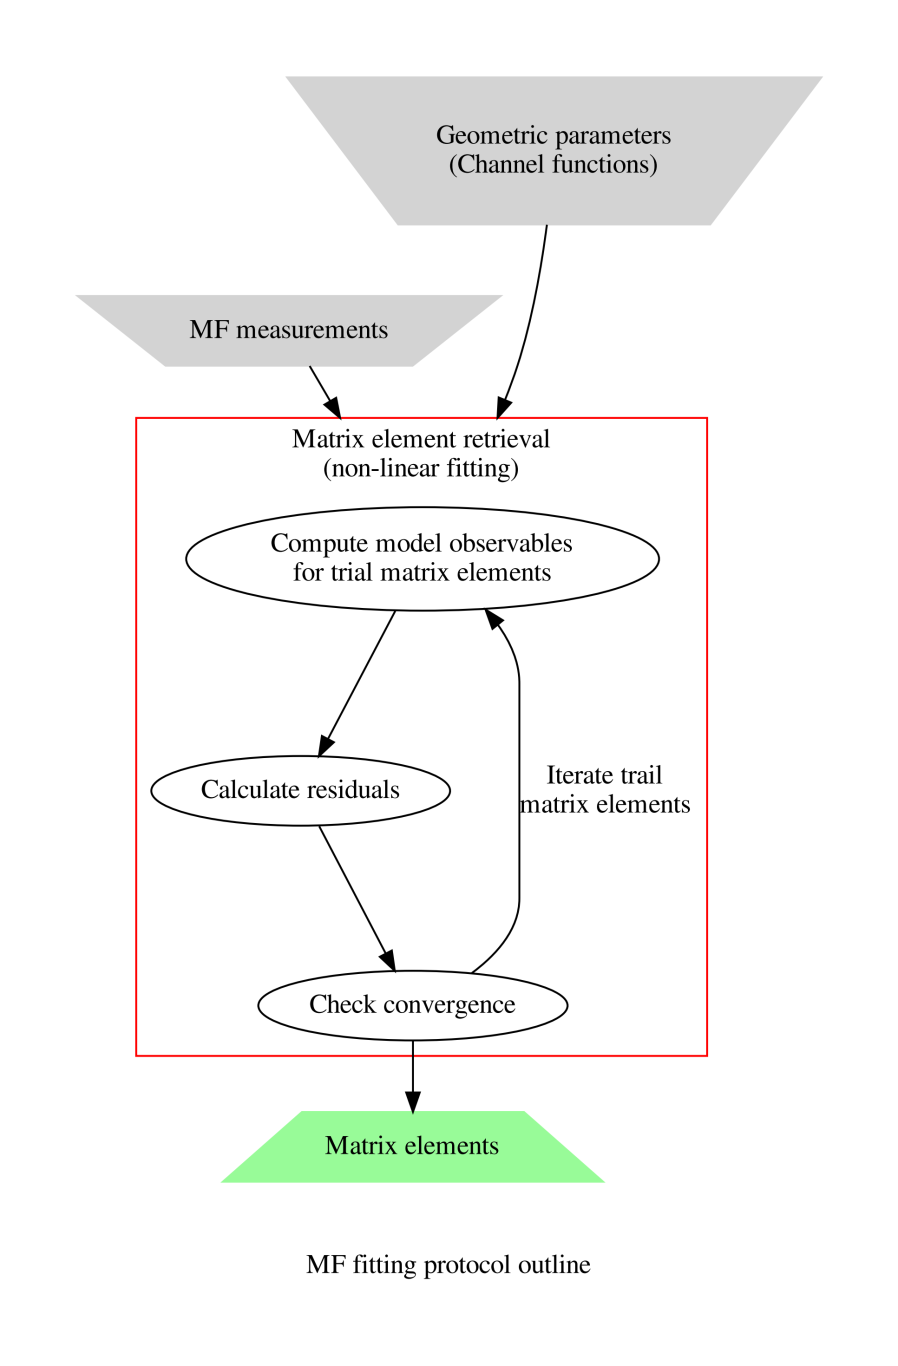 Geometric parameters
(Channel functions)
MF measurements
Matrix element retrieval
(non-linear fitting)
Compute model observables
for trial matrix elements
Calculate residuals
Iterate trail
matrix elements
Check convergence
Matrix elements
MF fitting protocol outline